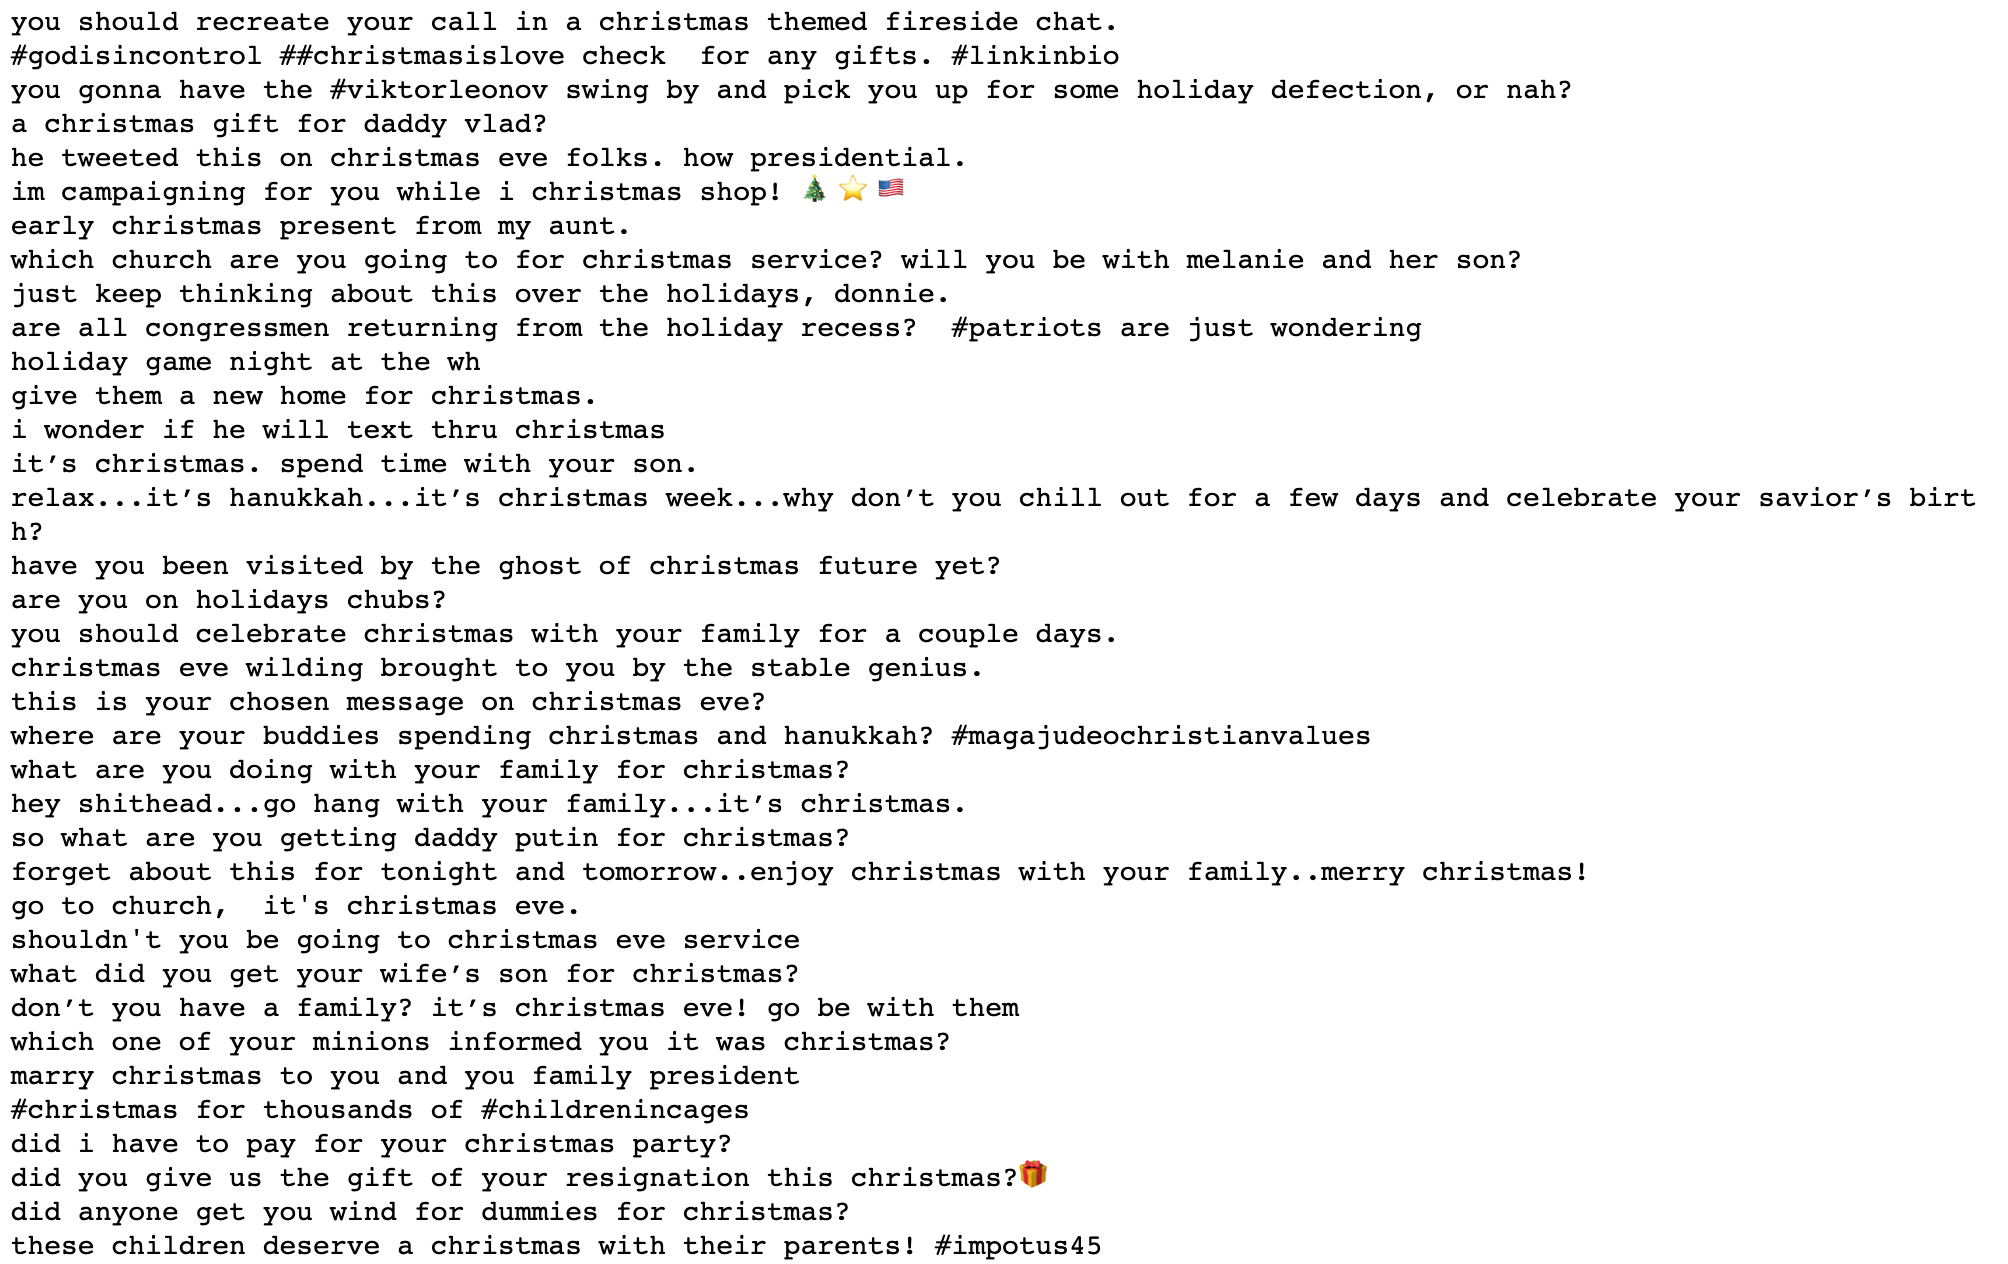 you should recreate your call in a christmas themed fireside chat.
#godisincontrol ##christmasislove check  for any gifts. #linkinbio
you gonna have the #viktorleonov swing by and pick you up for some holiday defection, or nah?
a christmas gift for daddy vlad?
he tweeted this on christmas eve folks. how presidential.
im campaigning for you while i christmas shop! 🎄 ⭐ 🇺🇸
early christmas present from my aunt.
which church are you going to for christmas service? will you be with melanie and her son?
just keep thinking about this over the holidays, donnie.
are all congressmen returning from the holiday recess?  #patriots are just wondering
holiday game night at the wh
give them a new home for christmas.
i wonder if he will text thru christmas
it’s christmas. spend time with your son.
relax...it’s hanukkah...it’s christmas week...why don’t you chill out for a few days and celebrate your savior’s birt
h?
have you been visited by the ghost of christmas future yet?
are you on holidays chubs?
you should celebrate christmas with your family for a couple days.
christmas eve wilding brought to you by the stable genius.
this is your chosen message on christmas eve?
where are your buddies spending christmas and hanukkah? #magajudeochristianvalues
what are you doing with your family for christmas?
hey shithead...go hang with your family...it’s christmas.
so what are you getting daddy putin for christmas?
forget about this for tonight and tomorrow..enjoy christmas with your family..merry christmas!
go to church,  it's christmas eve.
shouldn't you be going to christmas eve service
what did you get your wife’s son for christmas?
don’t you have a family? it’s christmas eve! go be with them
which one of your minions informed you it was christmas?
marry christmas to you and you family president
#christmas for thousands of #childrenincages
did i have to pay for your christmas party?
did you give us the gift of your resignation this christmas?🎁
did anyone get you wind for dummies for christmas?
these children deserve a christmas with their parents! #impotus45